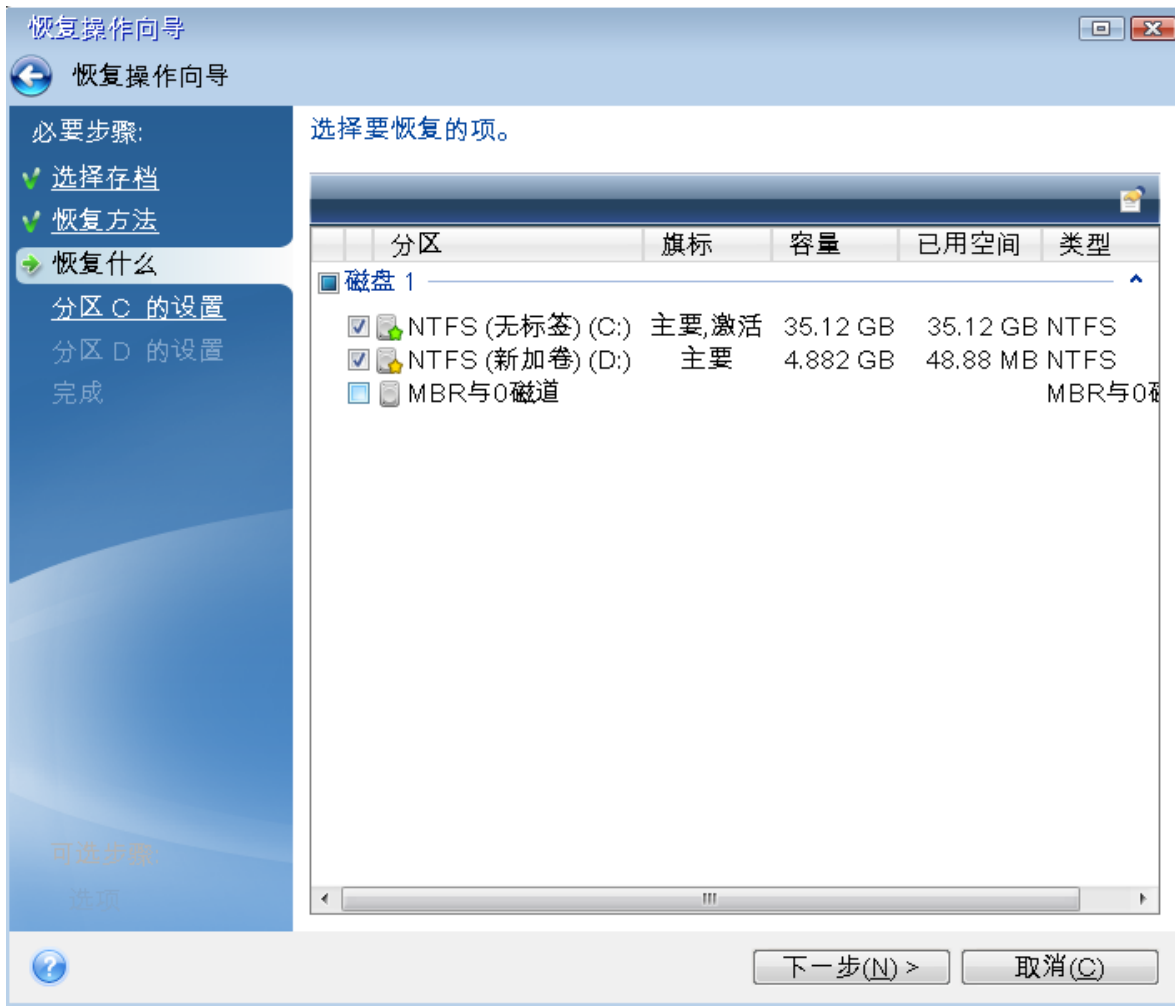 恢复操作向导
恢复操作向导
必要步骤:
选择存档
恢复方法
恢复什么
分区 C 的设置
分区 D 的设置
完成
可选步骤:
选项
选择要恢复的项。
分区 旗标 容量 已用空间 类型
磁盘 1
NTFS (无标签) (C:) 主要,激活 35.12 GB 35.12 GB NTFS
NTFS (新加卷) (D:) 主要 4.882 GB 48.88 MB NTFS
MBR与0磁道 MBR与0
下一步(N) >
取消(C)